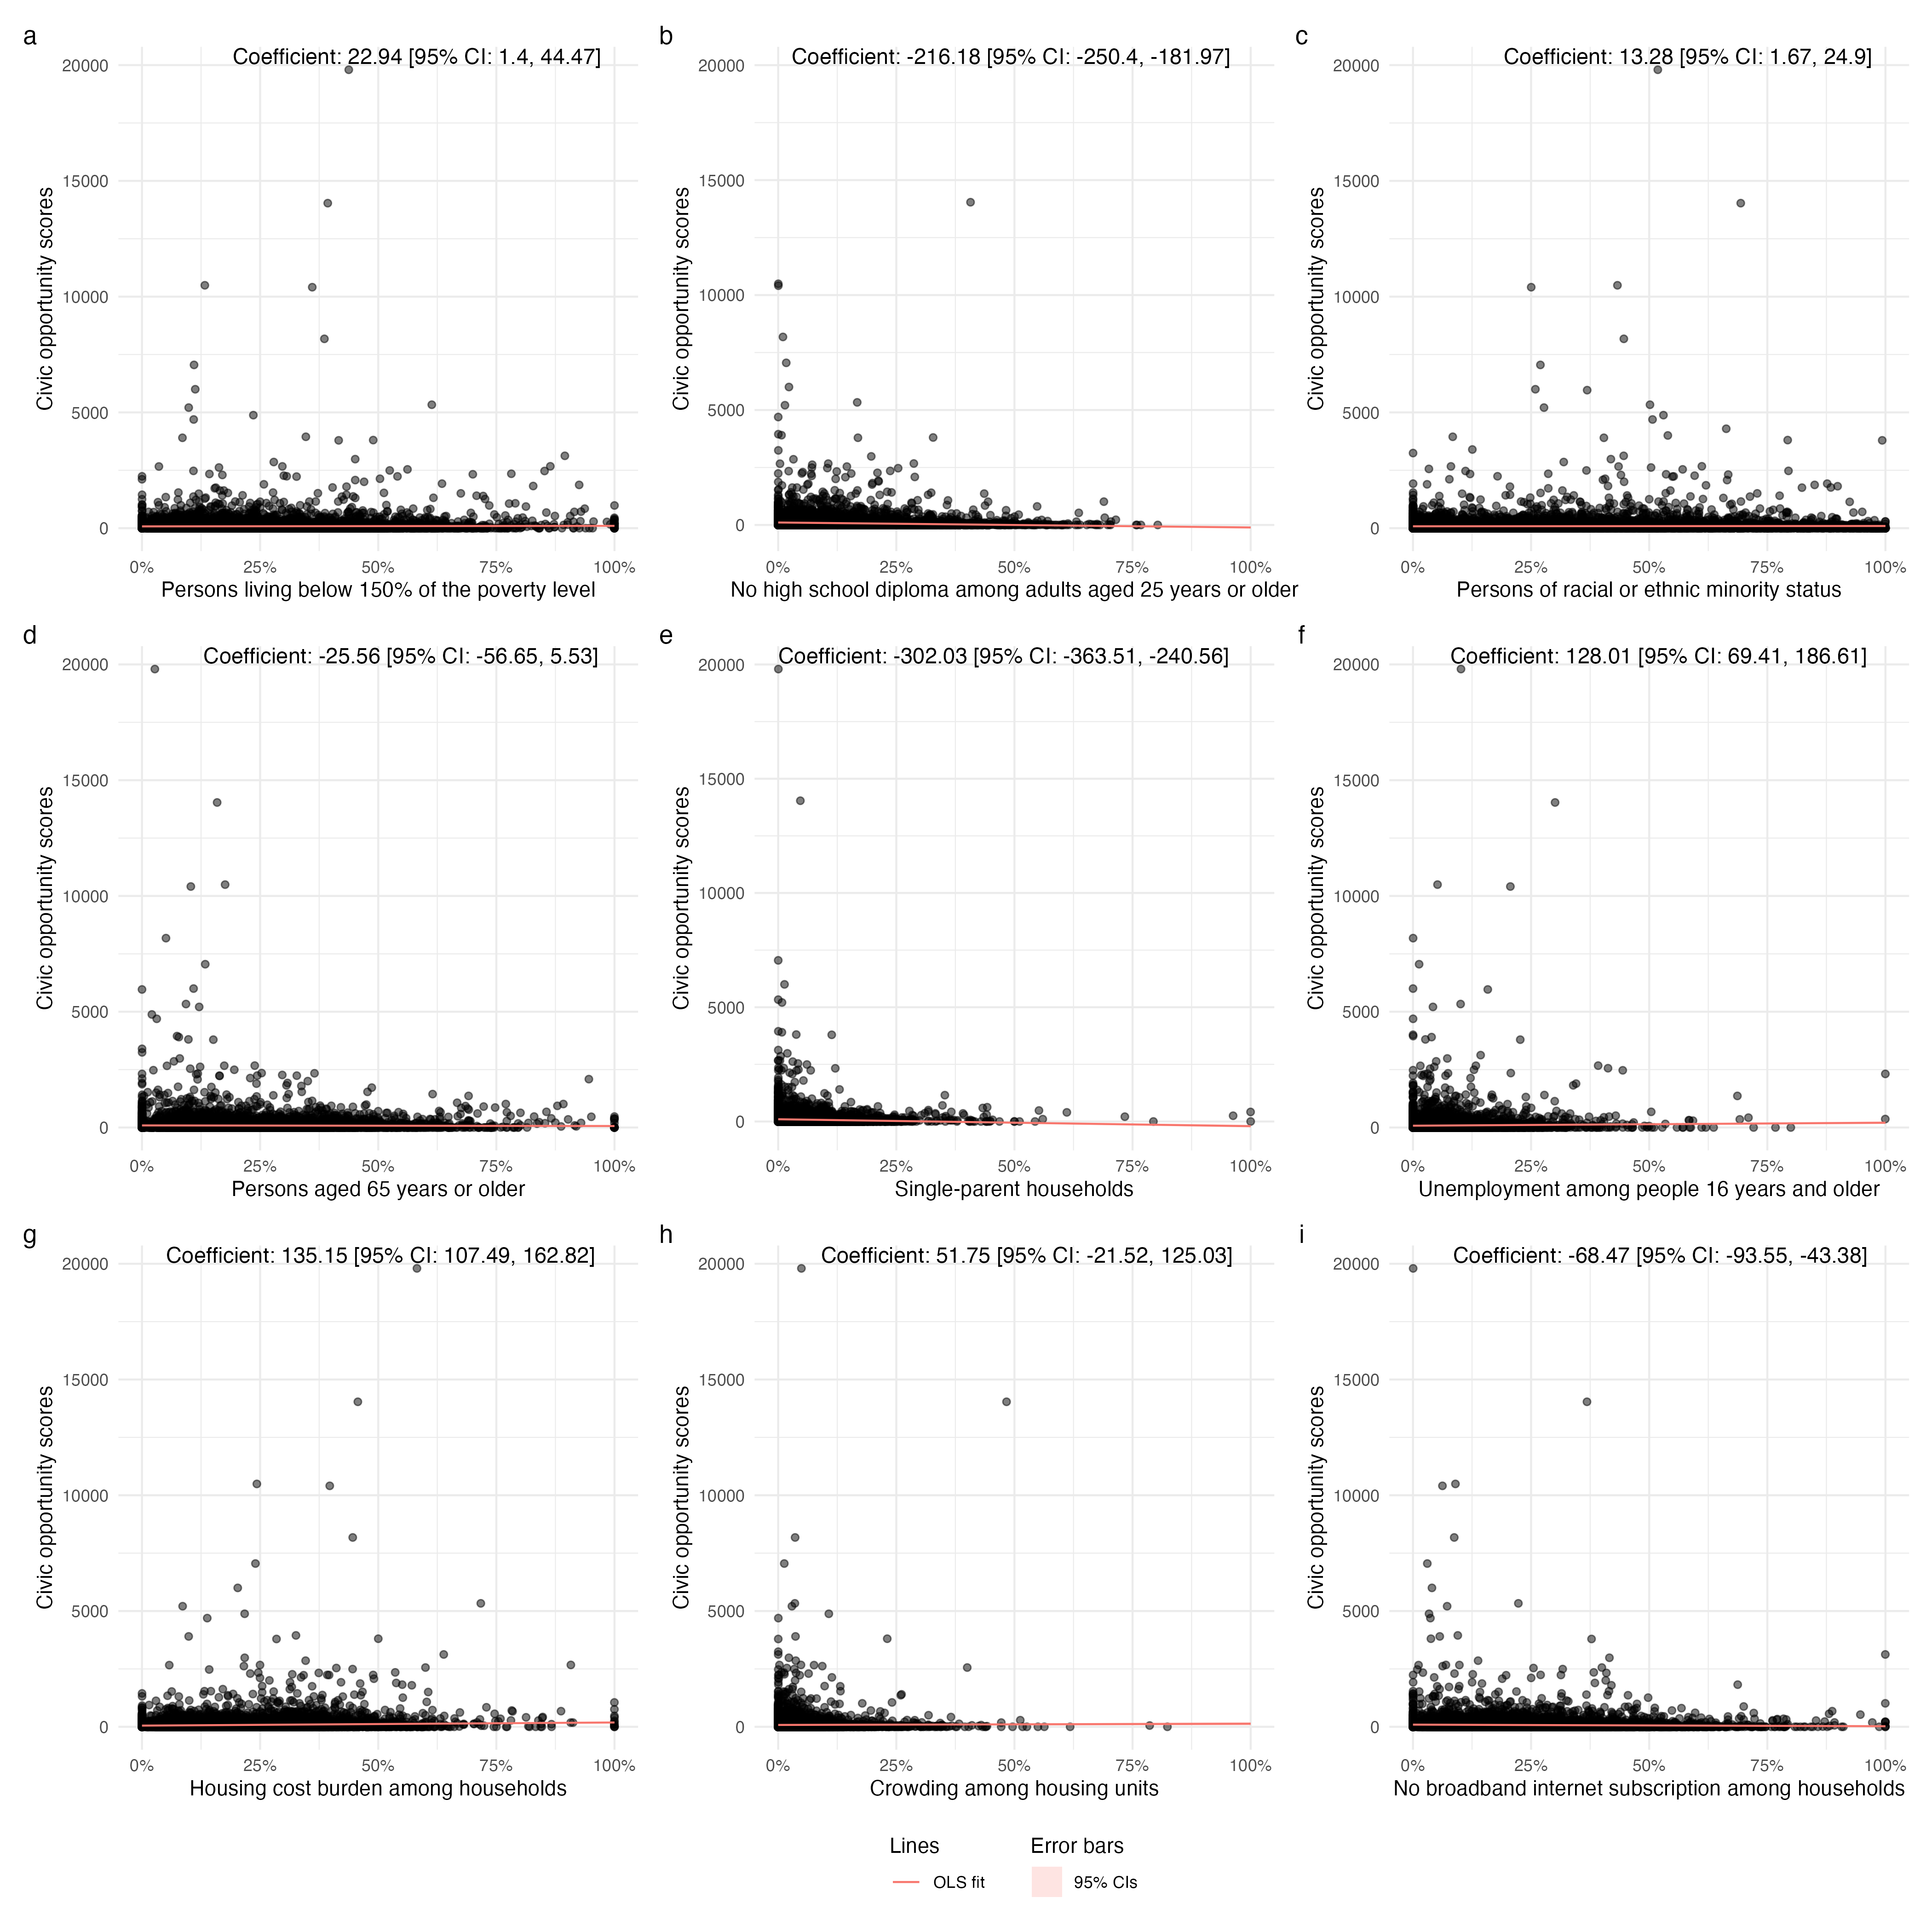 a
Coefficient: 22.94 [95% CI: 1.4, 44.47]
20000
15000
10000
5000
0
Civic opportunity scores
0% 25% 50% 75% 100%
Persons living below 150% of the poverty level
b
Coefficient: -216.18 [95% CI: -250.4, -181.97]
20000
15000
10000
5000
0
Civic opportunity scores
0% 25% 50% 75% 100%
No high school diploma among adults aged 25 years or older
c
Coefficient: 13.28 [95% CI: 1.67, 24.9]
20000
15000
10000
5000
0
Civic opportunity scores
0% 25% 50% 75% 100%
Persons of racial or ethnic minority status
d
Coefficient: -25.56 [95% CI: -56.65, 5.53]
20000
15000
10000
5000
0
Civic opportunity scores
0% 25% 50% 75% 100%
Persons aged 65 years or older
e
Coefficient: -302.03 [95% CI: -363.51, -240.56]
20000
15000
10000
5000
0
Civic opportunity scores
0% 25% 50% 75% 100%
Single-parent households
f
Coefficient: 128.01 [95% CI: 69.41, 186.61]
20000
15000
10000
5000
0
Civic opportunity scores
0% 25% 50% 75% 100%
Unemployment among people 16 years and older
g
Coefficient: 135.15 [95% CI: 107.49, 162.82]
20000
15000
10000
5000
0
Civic opportunity scores
0% 25% 50% 75% 100%
Housing cost burden among households
h
Coefficient: 51.75 [95% CI: -21.52, 125.03]
20000
15000
10000
5000
0
Civic opportunity scores
0% 25% 50% 75% 100%
Crowding among housing units
i
Coefficient: -68.47 [95% CI: -93.55, -43.38]
20000
15000
10000
5000
0
Civic opportunity scores
0% 25% 50% 75% 100%
No broadband internet subscription among households
Lines
OLS fit
Error bars
95% CIs